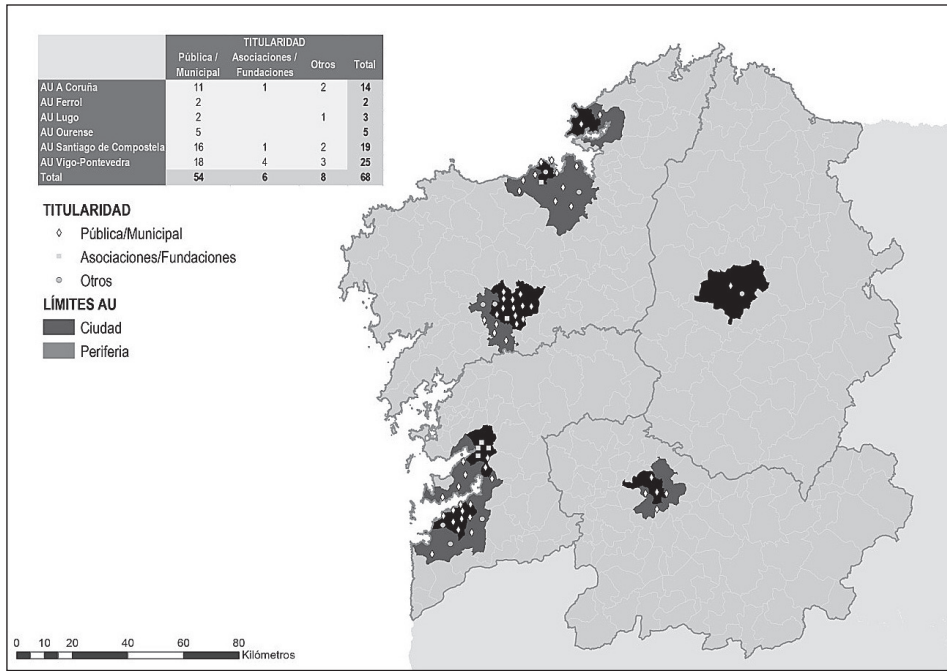 TITULARIDAD
Pública / Municipal Asociaciones / Fundaciones Otros Total
AU A Coruña 11 1 2 14
AU Ferrol 2 2
AU Lugo 2 1 3
AU Ourense 5 5
AU Santiago de Compostela 16 1 2 19
AU Vigo-Pontevedra 18 4 3 25
Total 54 6 8 68
TITULARIDAD
Pública/Municipal
Asociaciones/Fundaciones
Otros
LÍMITES AU
Ciudad
Periferia
0 10 20 40 60 80
Kilómetros